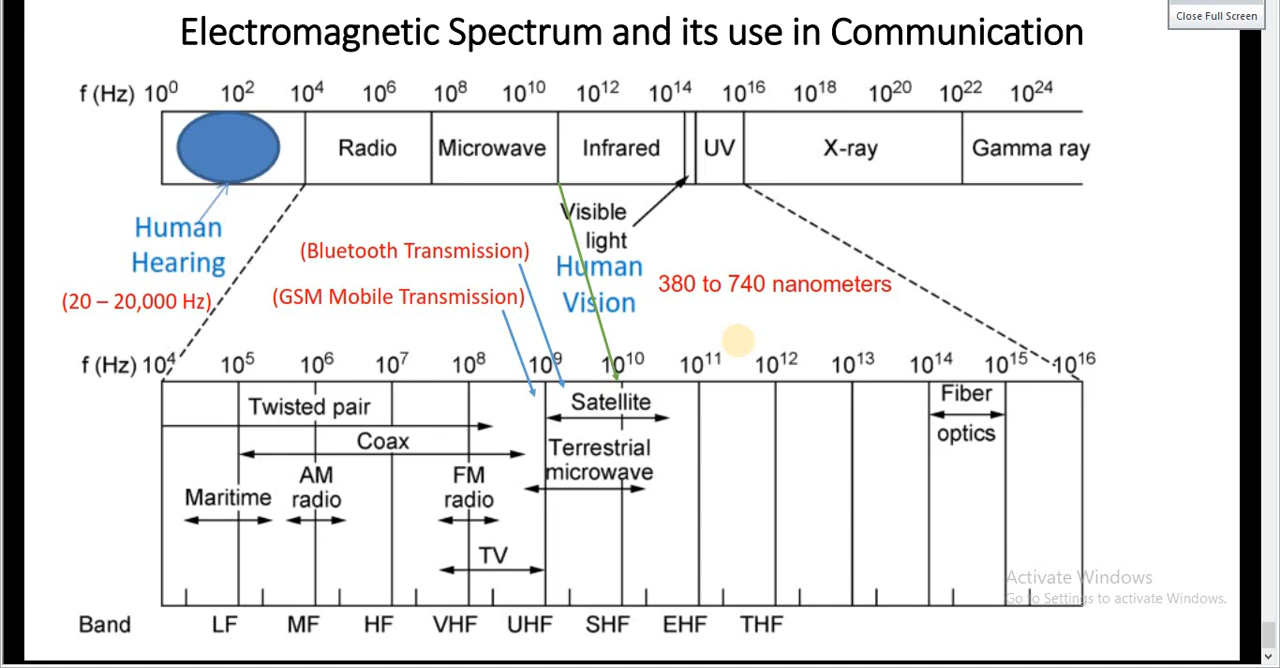 Close Full Screen
Electromagnetic Spectrum and its use in Communication
f (Hz) 10⁰ 10² 10⁴ 10⁶ 10⁸ 10¹⁰ 10¹² 10¹⁴ 10¹⁶ 10¹⁸ 10²⁰ 10²² 10²⁴
Radio Microwave Infrared UV X-ray Gamma ray
Visible
light
Human
Hearing
(20 – 20,000 Hz)
(Bluetooth Transmission)
(GSM Mobile Transmission)
Human
Vision
380 to 740 nanometers
f (Hz) 10⁴ 10⁵ 10⁶ 10⁷ 10⁸ 10⁹ 10¹⁰ 10¹¹ 10¹² 10¹³ 10¹⁴ 10¹⁵ 10¹⁶
Twisted pair
Satellite
Fiber
optics
Coax
Terrestrial
microwave
Maritime
AM
radio
FM
radio
TV
Activate Windows
Go to Settings to activate Windows.
Band LF MF HF VHF UHF SHF EHF THF